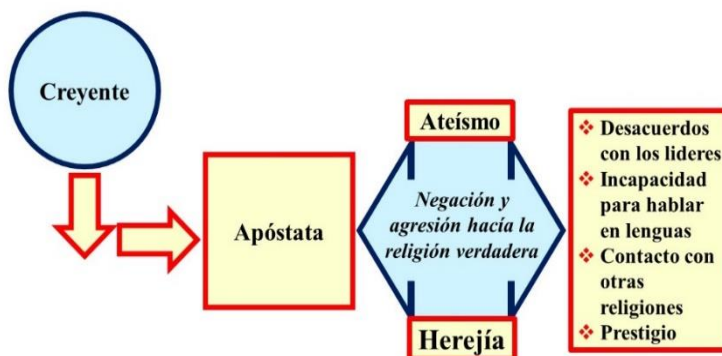 Creyente
Apóstata
Ateísmo
Negación y
agresión hacía la
religión verdadera
Herejía
❖ Desacuerdos
con los lideres
❖ Incapacidad
para hablar
en lenguas
❖ Contacto con
otras
religiones
❖ Prestigio